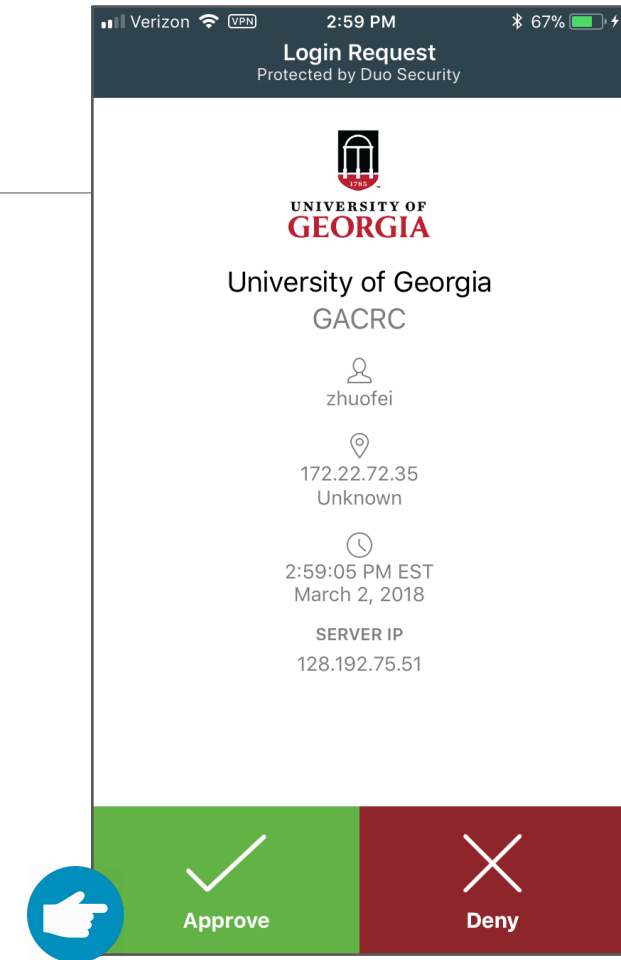 Verizon VPN 2:59 PM 67%
Login Request
Protected by Duo Security
1785
UNIVERSITY OF
GEORGIA
University of Georgia
GACRC
zhuofei
172.22.72.35
Unknown
2:59:05 PM EST
March 2, 2018
SERVER IP
128.192.75.51
Approve Deny